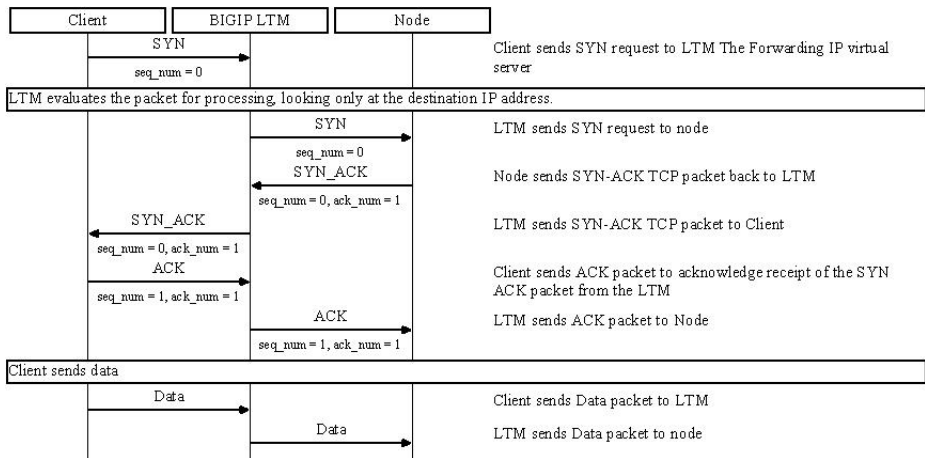 Client BIGIP LTM Node
SYN
Client sends SYN request to LTM The Forwarding IP virtual
server
seq_num = 0
LTM evaluates the packet for processing, looking only at the destination IP address.
SYN
LTM sends SYN request to node
seq_num = 0
SYN_ACK
Node sends SYN-ACK TCP packet back to LTM
seq_num = 0, ack_num = 1
SYN_ACK
LTM sends SYN-ACK TCP packet to Client
seq_num = 0, ack_num = 1
ACK
Client sends ACK packet to acknowledge receipt of the SYN
ACK packet from the LTM
seq_num = 1, ack_num = 1
ACK
LTM sends ACK packet to Node
seq_num = 1, ack_num = 1
Client sends data
Data
Client sends Data packet to LTM
Data
LTM sends Data packet to node